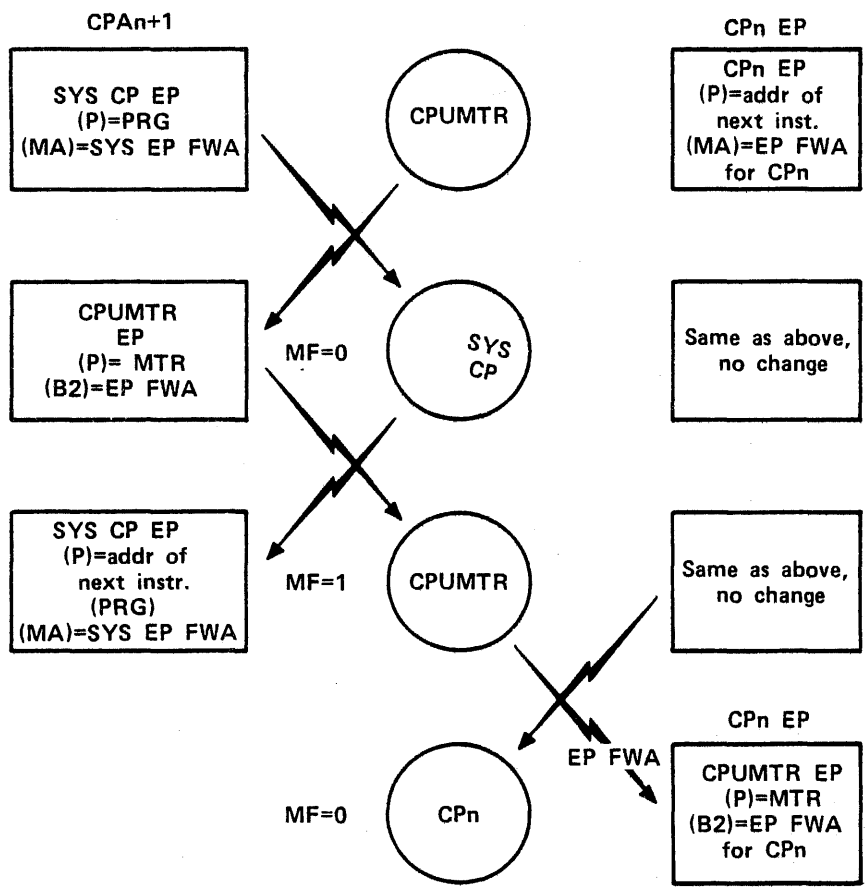 CPAn+1
CPn EP
SYS CP EP
(P)=PRG
(MA)=SYS EP FWA
CPUMTR
CPn EP
(P)=addr of
next inst.
(MA)=EP FWA
for CPn
CPUMTR
EP
(P)= MTR
(B2)=EP FWA
MF=0
SYS
CP
Same as above,
no change
SYS CP EP
(P)=addr of
next instr.
(PRG)
(MA)=SYS EP FWA
MF=1
CPUMTR
Same as above,
no change
CPn EP
EP FWA
MF=0
CPn
CPUMTR EP
(P)=MTR
(B2)=EP FWA
for CPn